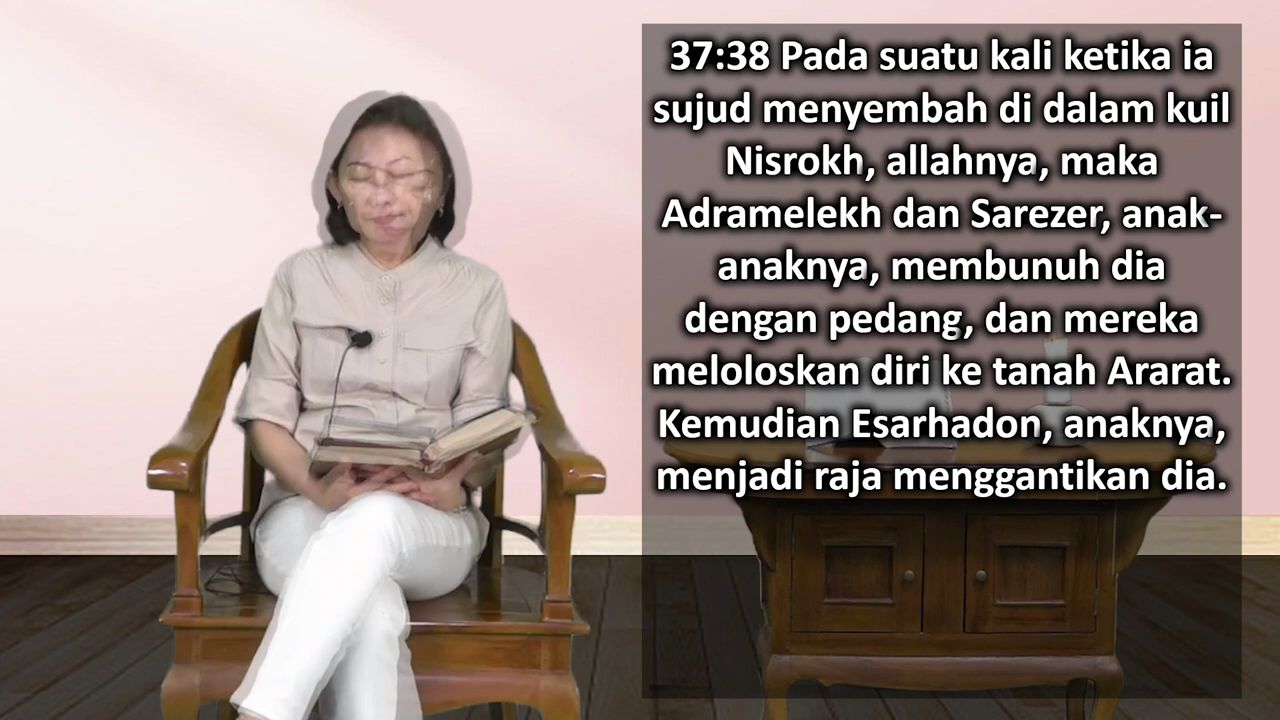 37:38 Pada suatu kali ketika ia
sujud menyembah di dalam kuil
Nisrokh, allahnya, maka
Adramelekh dan Sarezer, anak-
anaknya, membunuh dia
dengan pedang, dan mereka
meloloskan diri ke tanah Ararat.
Kemudian Esarhadon, anaknya,
menjadi raja menggantikan dia.